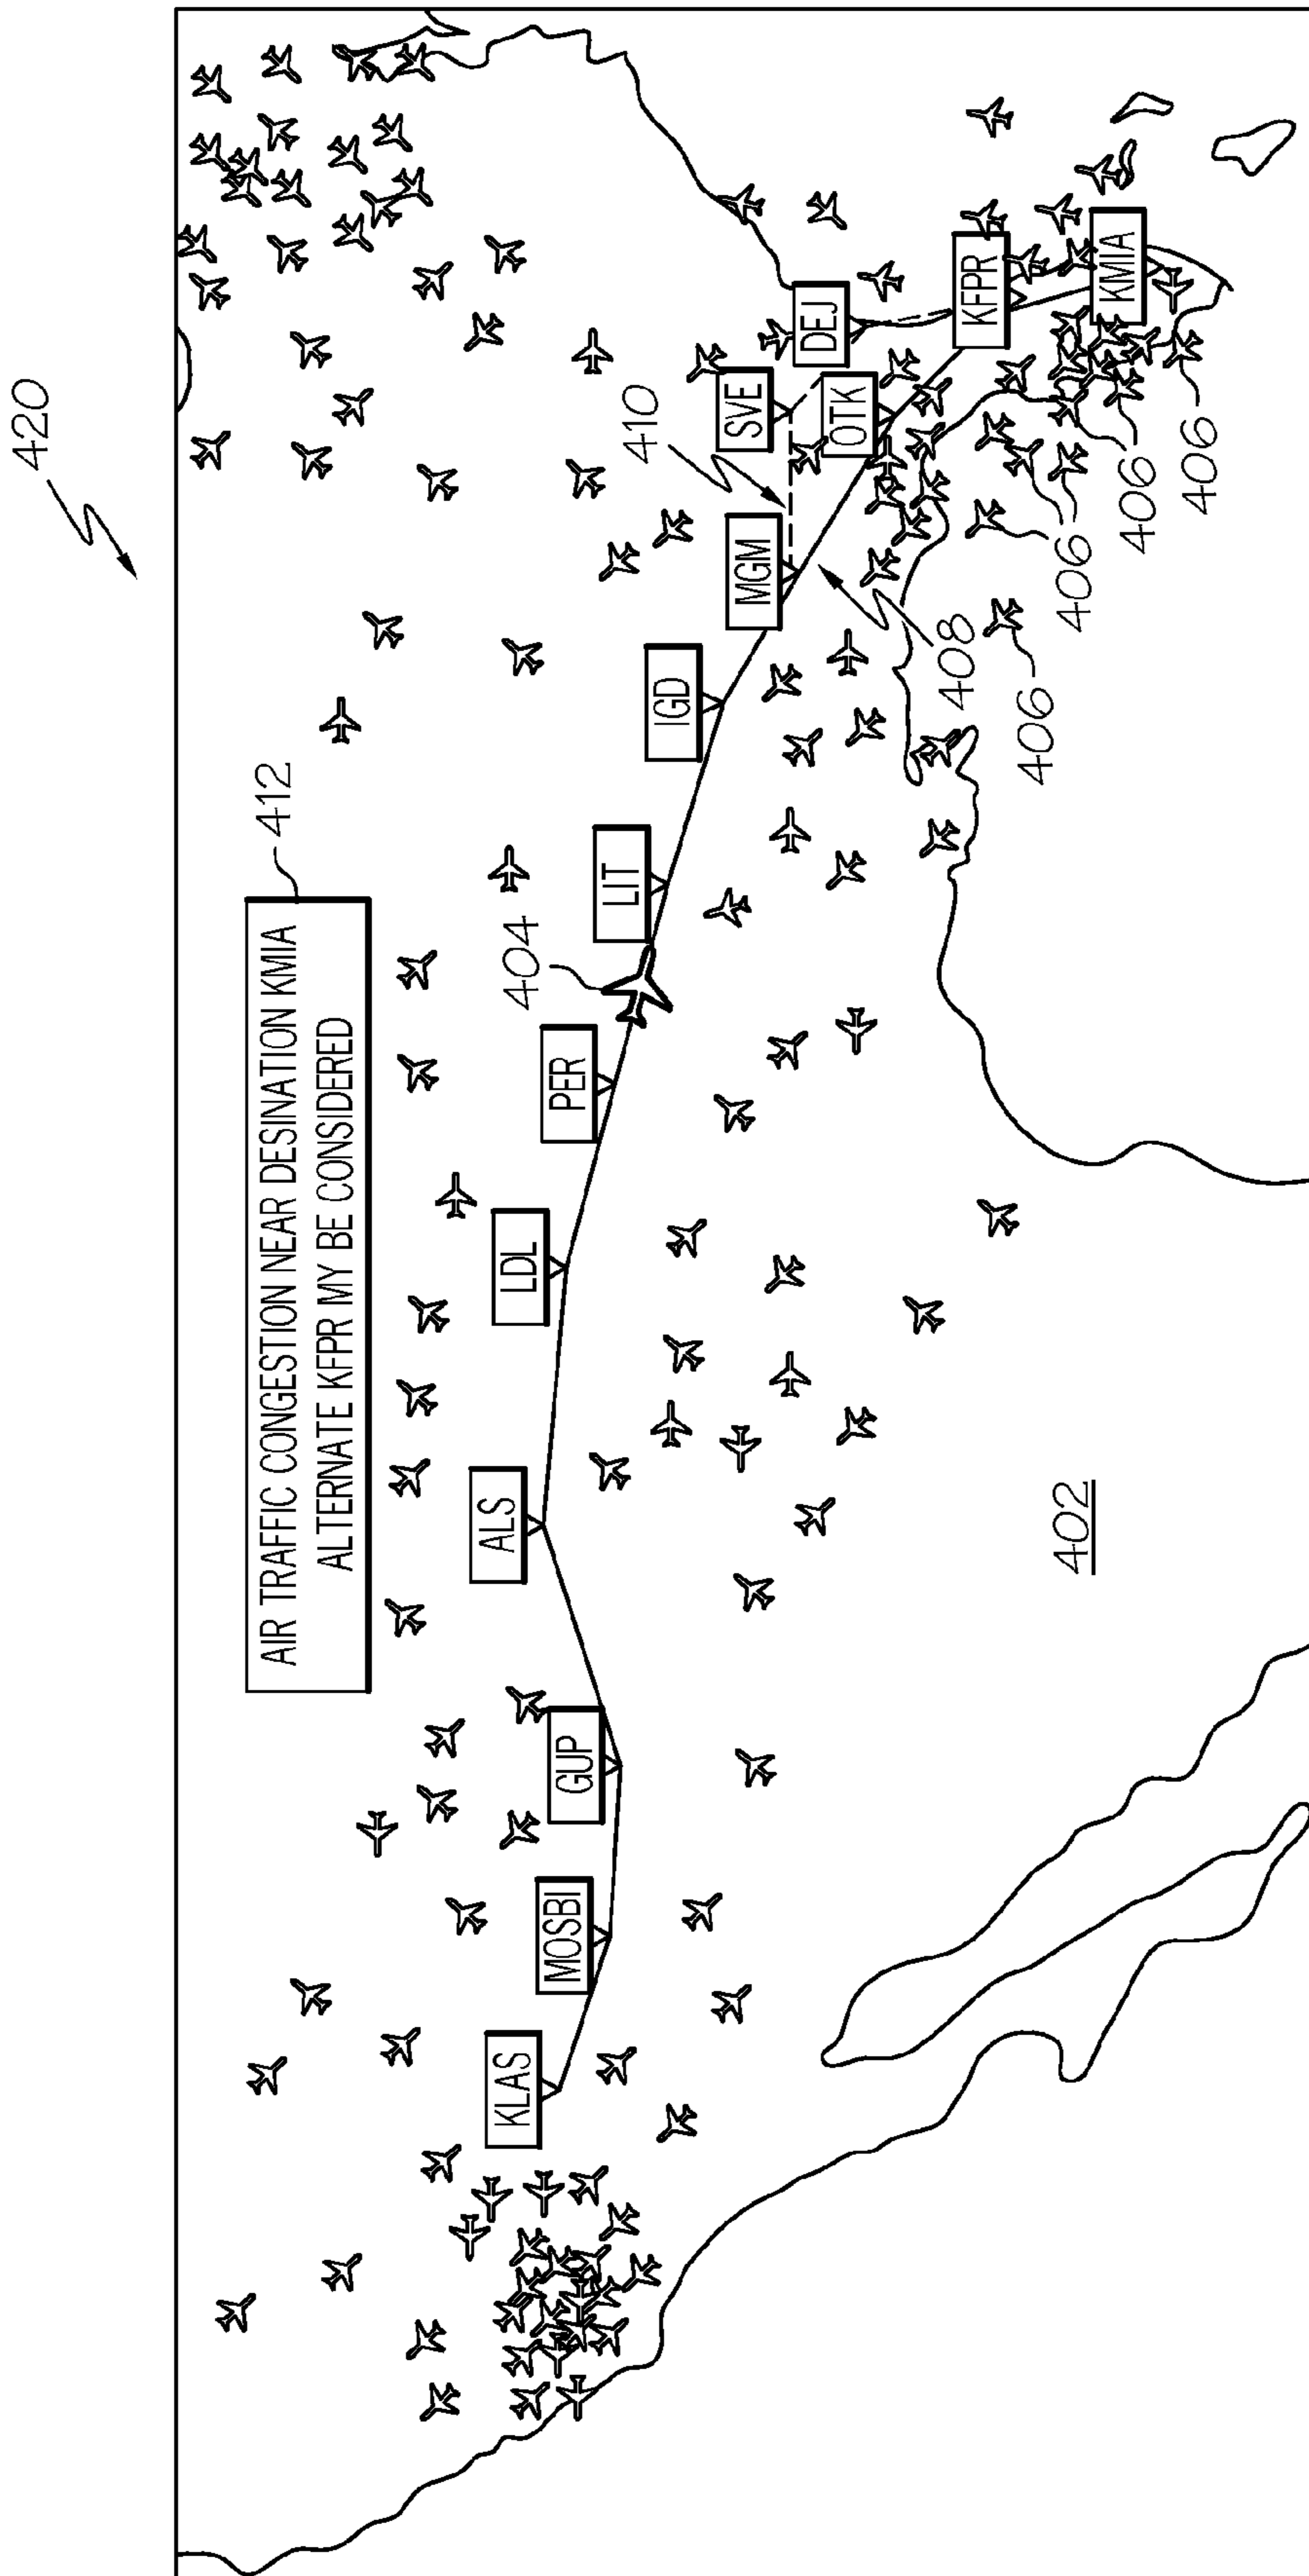 420
AIR TRAFFIC CONGESTION NEAR DESINATION KMIA
ALTERNATE KFPR MY BE CONSIDERED
412
KLAS
MOSBI
GUP
ALS
LDL
PER
404
LIT
IGD
MGM
410
SVE
OTK
DEJ
KFPR
KMIA
408
406
406
406
406
402